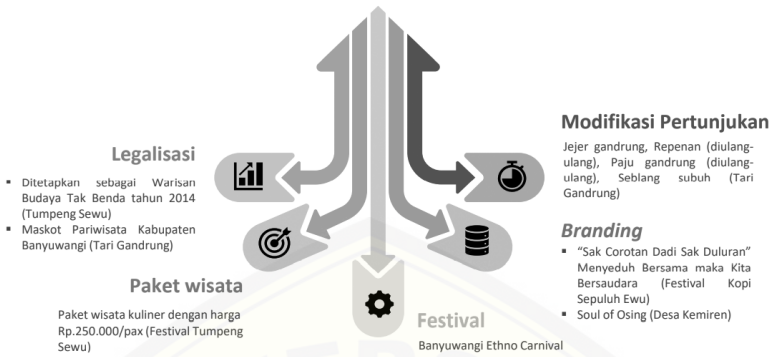 Legalisasi
▪ Ditetapkan sebagai Warisan
Budaya Tak Benda tahun 2014
(Tumpeng Sewu)
▪ Maskot Pariwisata Kabupaten
Banyuwangi (Tari Gandrung)
Paket wisata
Paket wisata kuliner dengan harga
Rp.250.000/pax (Festival Tumpeng
Sewu)
Festival
Banyuwangi Ethno Carnival
Modifikasi Pertunjukan
Jejer gandrung, Repenan (diulang-
ulang), Paju gandrung (diulang-
ulang), Seblang subuh (Tari
Gandrung)
Branding
▪ “Sak Corotan Dadi Sak Duluran”
Menyeduh Bersama maka Kita
Bersaudara (Festival Kopi
Sepuluh Ewu)
▪ Soul of Osing (Desa Kemiren)